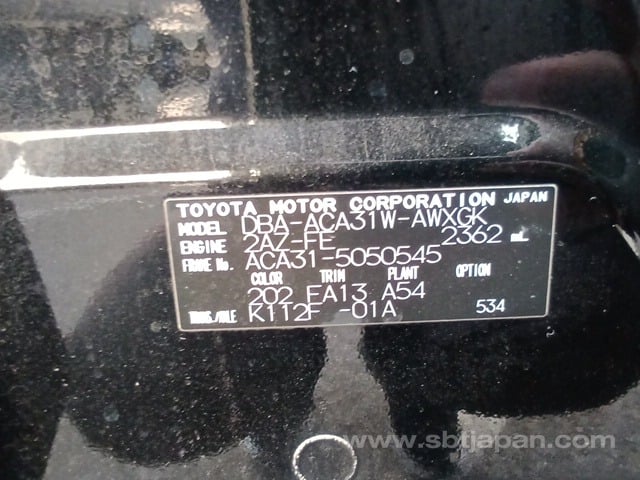 TOYOTA MOTOR CORPORATION JAPAN
MODEL DBA-ACA31W-AWXGK
ENGINE 2AZ-FE 2362 mL
FRAME No. ACA31-5050545
COLOR TRIM PLANT OPTION
202 FA13 A54
TRANS/AXLE K112F -01A 534
www.sbtjapan.com